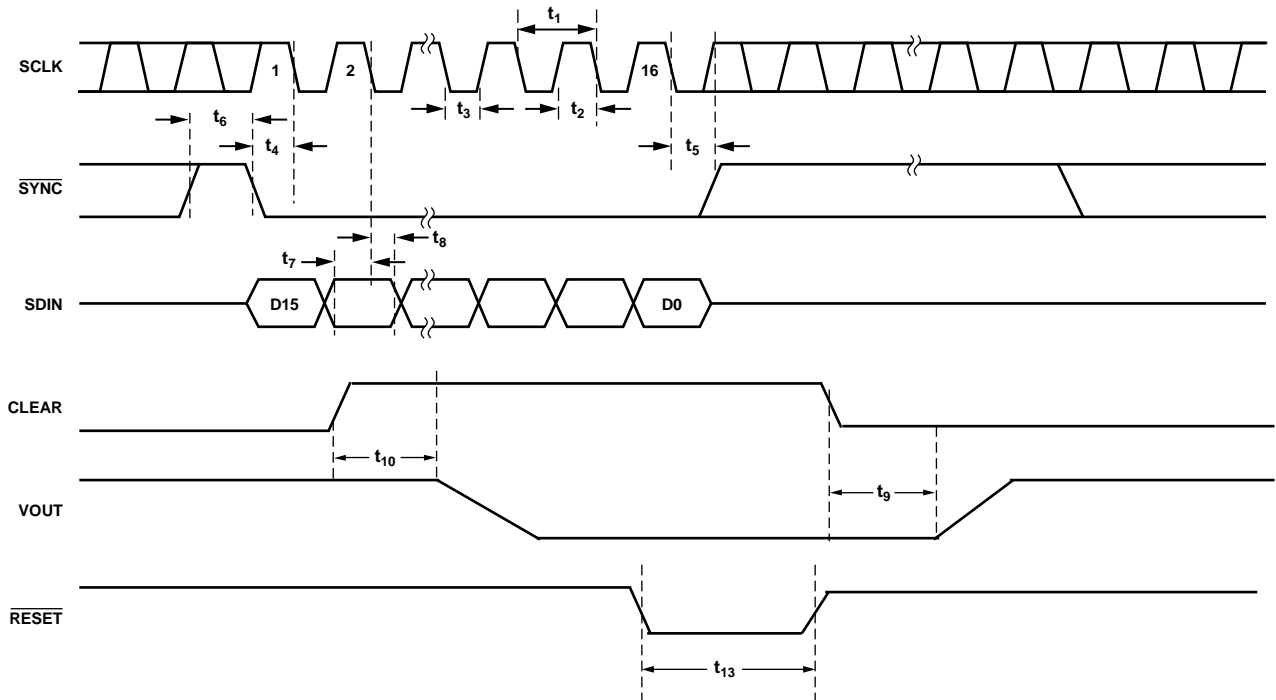 t1
SCLK
1
2
16
t3
t2
t6
t4
t5
SYNC
t8
t7
SDIN
D15
D0
CLEAR
t10
t9
VOUT
RESET
t13